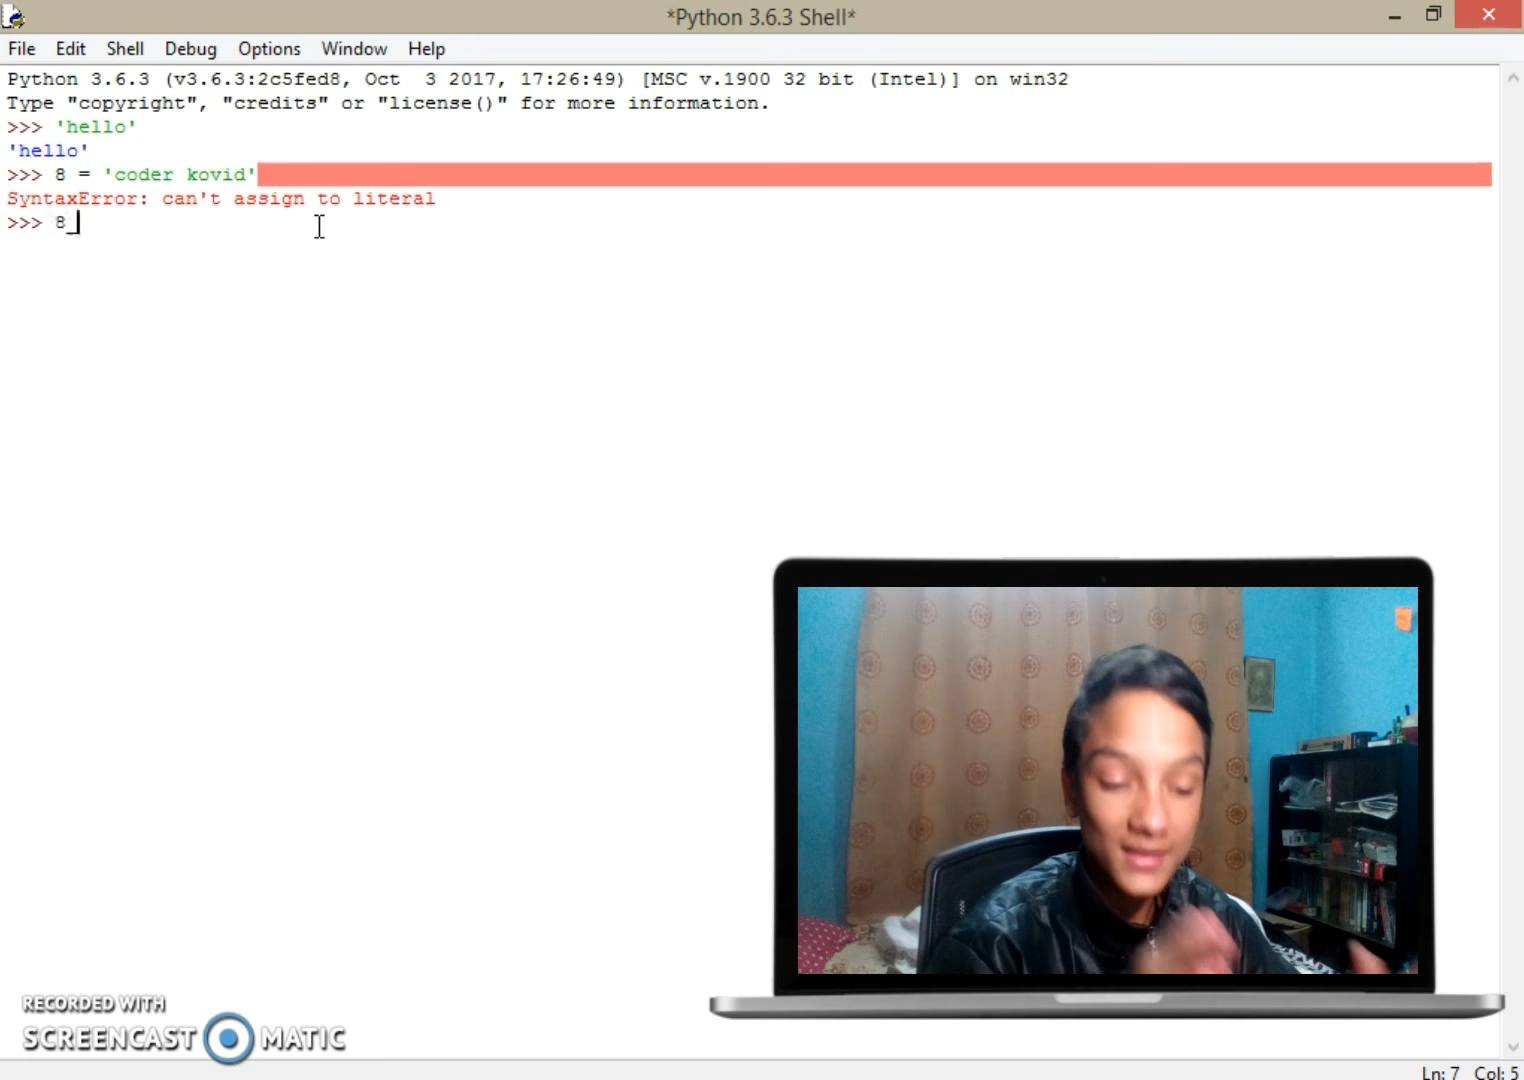 *Python 3.6.3 Shell*
File Edit Shell Debug Options Window Help
Python 3.6.3 (v3.6.3:2c5fed8, Oct  3 2017, 17:26:49) [MSC v.1900 32 bit (Intel)] on win32
Type "copyright", "credits" or "license()" for more information.
>>> 'hello'
'hello'
>>> 8 = 'coder kovid'
SyntaxError: can't assign to literal
>>> 8_
RECORDED WITH
SCREENCAST MATIC
Ln: 7 Col: 5